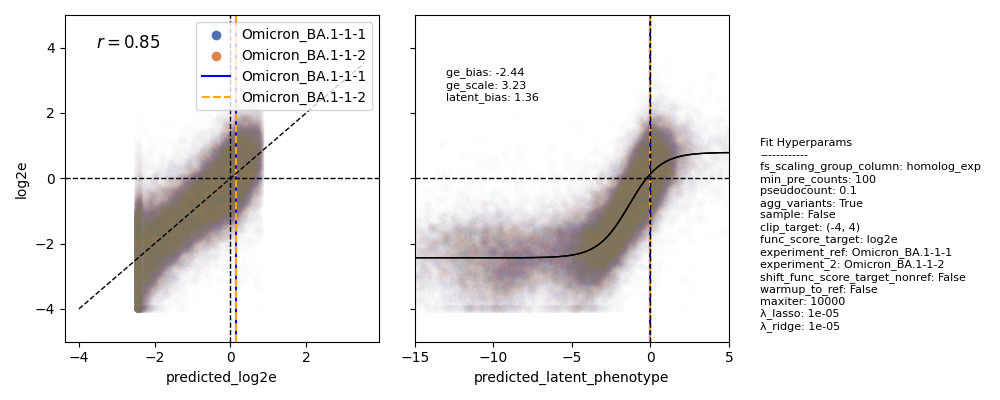 r = 0.85
Omicron_BA.1-1-1
Omicron_BA.1-1-2
Omicron_BA.1-1-1
Omicron_BA.1-1-2
4
2
0
−2
−4
log2e
−4
−2
0
2
predicted_log2e
ge_bias: -2.44
ge_scale: 3.23
latent_bias: 1.36
−15
−10
−5
0
5
predicted_latent_phenotype
Fit Hyperparams
------------
fs_scaling_group_column: homolog_exp
min_pre_counts: 100
pseudocount: 0.1
agg_variants: True
sample: False
clip_target: (-4, 4)
func_score_target: log2e
experiment_ref: Omicron_BA.1-1-1
experiment_2: Omicron_BA.1-1-2
shift_func_score_target_nonref: False
warmup_to_ref: False
maxiter: 10000
λ_lasso: 1e-05
λ_ridge: 1e-05